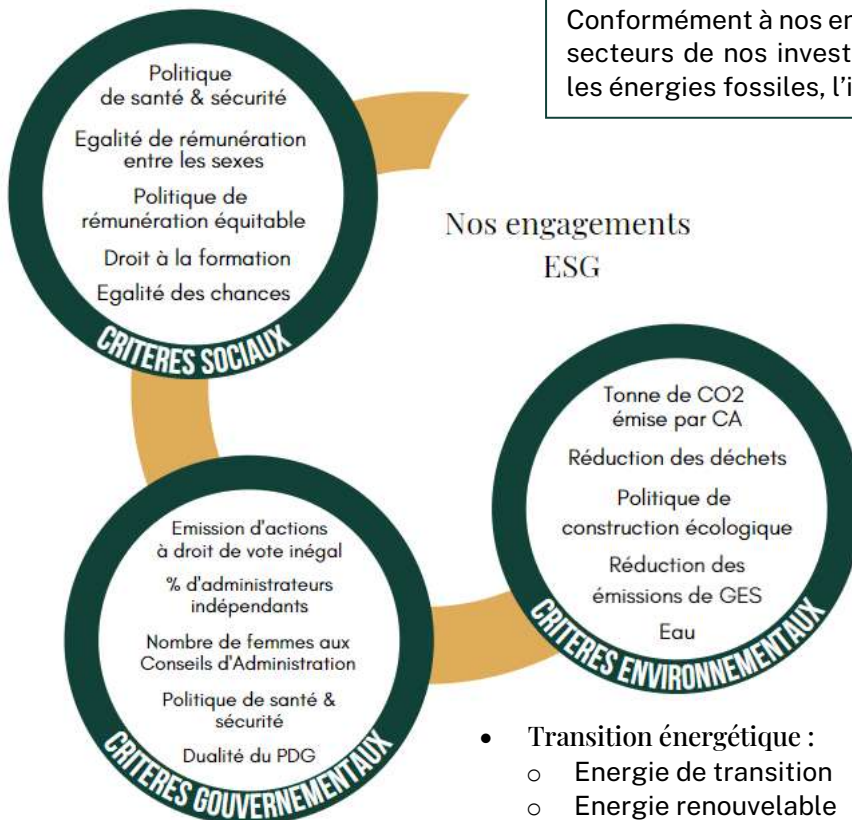 Conformément à nos en
secteurs de nos invest
les énergies fossiles, l'i
Politique
de santé & sécurité
Egalité de rémunération
entre les sexes
Politique de
rémunération équitable
Droit à la formation
Egalité des chances
CRITERES SOCIAUX
Nos engagements
ESG
Tonne de CO2
émise par CA
Réduction des déchets
Politique de
construction écologique
Réduction des
émissions de GES
Eau
CRITERES ENVIRONNEMENTAUX
Emission d'actions
à droit de vote inégal
% d'administrateurs
indépendants
Nombre de femmes aux
Conseils d'Administration
Politique de santé &
sécurité
Dualité du PDG
CRITERES GOUVERNEMENTAUX
• Transition énergétique :
o Energie de transition
o Energie renouvelable